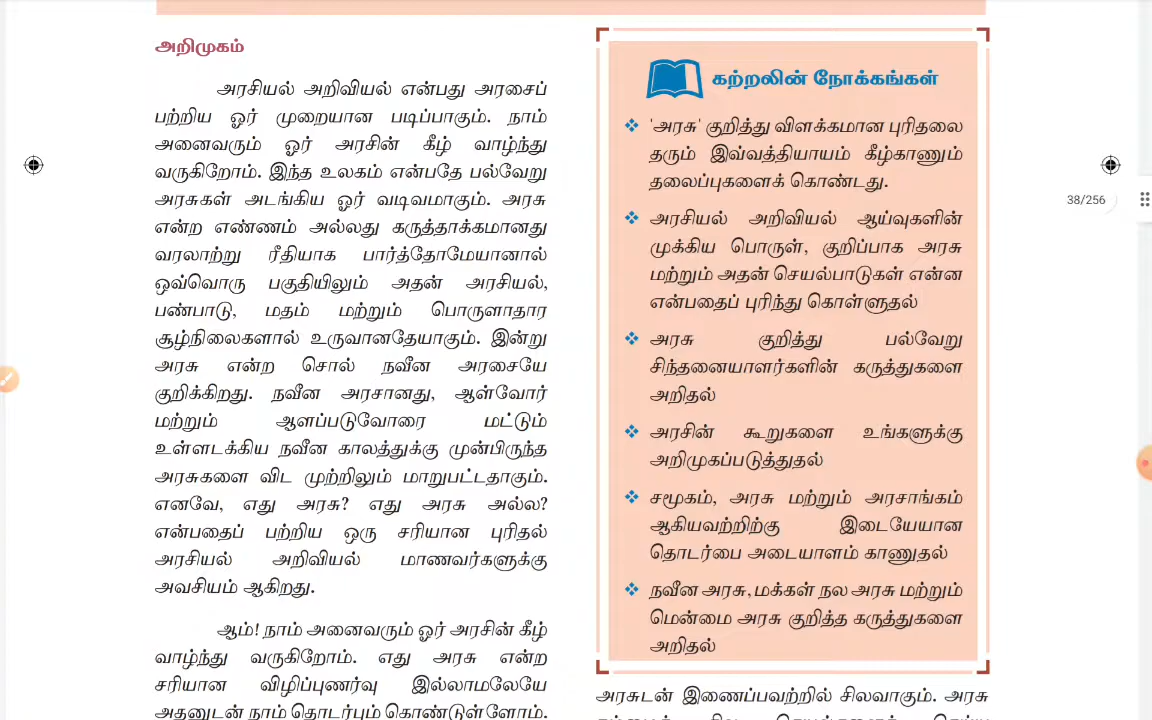 அறிமுகம்
அரசியல் அறிவியல் என்பது அரசைப்
பற்றிய ஓர் முறையான படிப்பாகும். நாம்
அனைவரும் ஓர் அரசின் கீழ் வாழ்ந்து
வருகிறோம். இந்த உலகம் என்பதே பல்வேறு
அரசுகள் அடங்கிய ஓர் வடிவமாகும். அரசு
என்ற எண்ணம் அல்லது கருத்தாக்கமானது
வரலாற்று ரீதியாக பார்த்தோமேயானால்
ஒவ்வொரு பகுதியிலும் அதன் அரசியல்,
பண்பாடு, மதம் மற்றும் பொருளாதார
சூழ்நிலைகளால் உருவானதேயாகும். இன்று
அரசு என்ற சொல் நவீன அரசையே
குறிக்கிறது. நவீன அரசானது, ஆள்வோர்
மற்றும் ஆளப்படுவோரை மட்டும்
உள்ளடக்கிய நவீன காலத்துக்கு முன்பிருந்த
அரசுகளை விட முற்றிலும் மாறுபட்டதாகும்.
எனவே, எது அரசு? எது அரசு அல்ல?
என்பதைப் பற்றிய ஒரு சரியான புரிதல்
அரசியல் அறிவியல் மாணவர்களுக்கு
அவசியம் ஆகிறது.
ஆம்! நாம் அனைவரும் ஓர் அரசின் கீழ்
வாழ்ந்து வருகிறோம். எது அரசு என்ற
சரியான விழிப்புணர்வு இல்லாமலேயே
அதனுடன் நாம் தொடர்பும் கொண்டுள்ளோம்.
கற்றலின் நோக்கங்கள்
❖ 'அரசு' குறித்து விளக்கமான புரிதலை
தரும் இவ்வத்தியாயம் கீழ்காணும்
தலைப்புகளைக் கொண்டது.
❖ அரசியல் அறிவியல் ஆய்வுகளின்
முக்கிய பொருள், குறிப்பாக அரசு
மற்றும் அதன் செயல்பாடுகள் என்ன
என்பதைப் புரிந்து கொள்ளுதல்
❖ அரசு குறித்து பல்வேறு
சிந்தனையாளர்களின் கருத்துகளை
அறிதல்
❖ அரசின் கூறுகளை உங்களுக்கு
அறிமுகப்படுத்துதல்
❖ சமூகம், அரசு மற்றும் அரசாங்கம்
ஆகியவற்றிற்கு இடையேயான
தொடர்பை அடையாளம் காணுதல்
❖ நவீன அரசு, மக்கள் நல அரசு மற்றும்
மென்மை அரசு குறித்த கருத்துகளை
அறிதல்
அரசுடன் இணைப்பவற்றில் சிலவாகும். அரசு
38/256